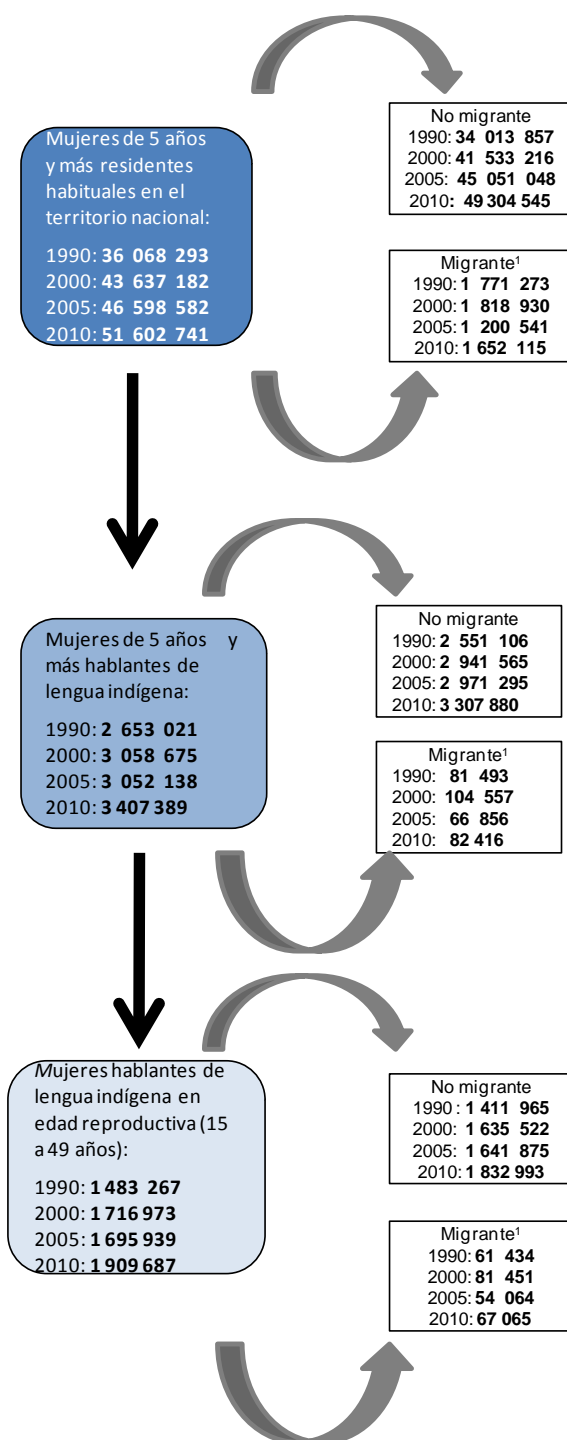 No migrante
1990: 34 013 857
2000: 41 533 216
2005: 45 051 048
2010: 49 304 545
Mujeres de 5 años
y más residentes
habituales en el
territorio nacional:
1990: 36 068 293
2000: 43 637 182
2005: 46 598 582
2010: 51 602 741
Migrante¹
1990: 1 771 273
2000: 1 818 930
2005: 1 200 541
2010: 1 652 115
Mujeres de 5 años y
más hablantes de
lengua indígena:
1990: 2 653 021
2000: 3 058 675
2005: 3 052 138
2010: 3 407 389
No migrante
1990: 2 551 106
2000: 2 941 565
2005: 2 971 295
2010: 3 307 880
Migrante¹
1990: 81 493
2000: 104 557
2005: 66 856
2010: 82 416
Mujeres hablantes de
lengua indígena en
edad reproductiva (15
a 49 años):
1990: 1 483 267
2000: 1 716 973
2005: 1 695 939
2010: 1 909 687
No migrante
1990 : 1 411 965
2000: 1 635 522
2005: 1 641 875
2010: 1 832 993
Migrante¹
1990: 61 434
2000: 81 451
2005: 54 064
2010: 67 065